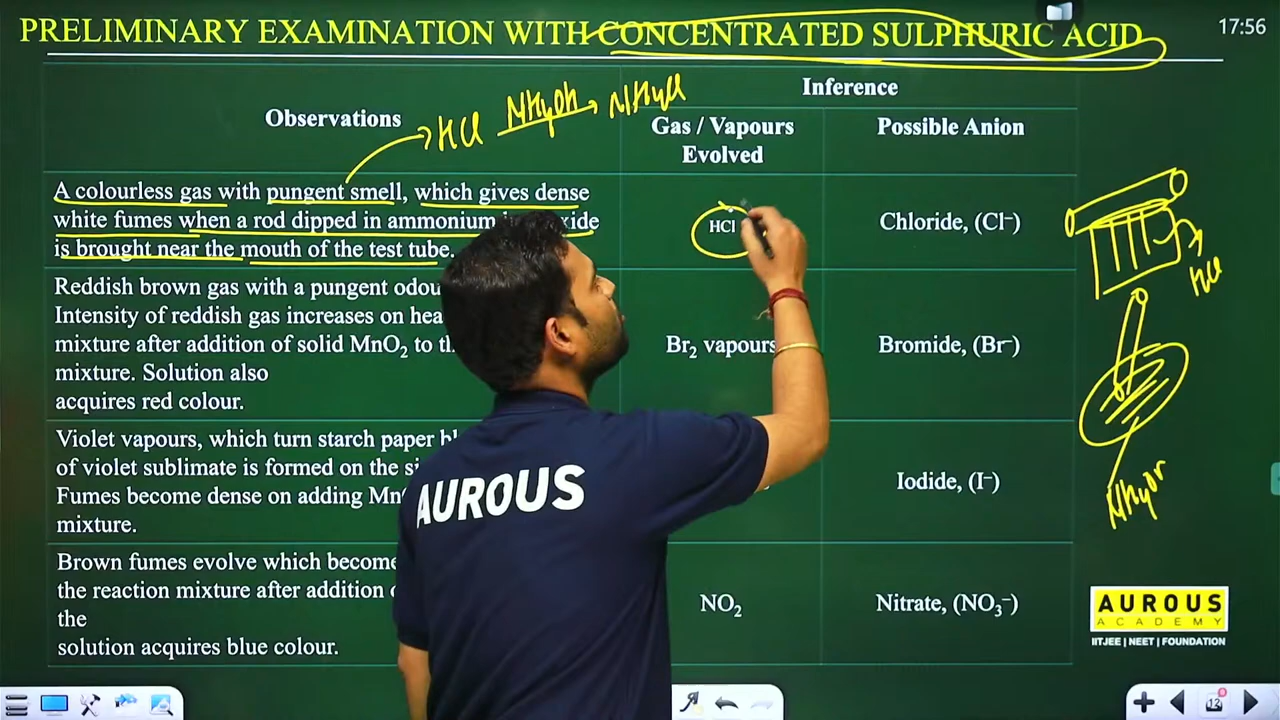 PRELIMINARY EXAMINATION WITH CONCENTRATED SULPHURIC ACID
17:56
Observations
Inference
Gas / Vapours
Evolved
Possible Anion
HCl NH4OH NH4Cl
A colourless gas with pungent smell, which gives dense
white fumes when a rod dipped in ammonium
is brought near the mouth of the test tube.
HCl
Chloride, (Cl⁻)
Reddish brown gas with a pungent
Intensity of reddish gas increases on
mixture after addition of solid MnO₂ to
mixture. Solution also
acquires red colour.
Br₂ vapours
Bromide, (Br⁻)
Violet vapours, which turn starch paper
of violet sublimate is formed on the
Fumes become dense on adding
mixture.
Iodide, (I⁻)
Brown fumes evolve which become
the reaction mixture after addition
the
solution acquires blue colour.
NO₂
Nitrate, (NO₃⁻)
HCl
AUROUS
AUROUS
ACADEMY
IITJEE | NEET | FOUNDATION
12